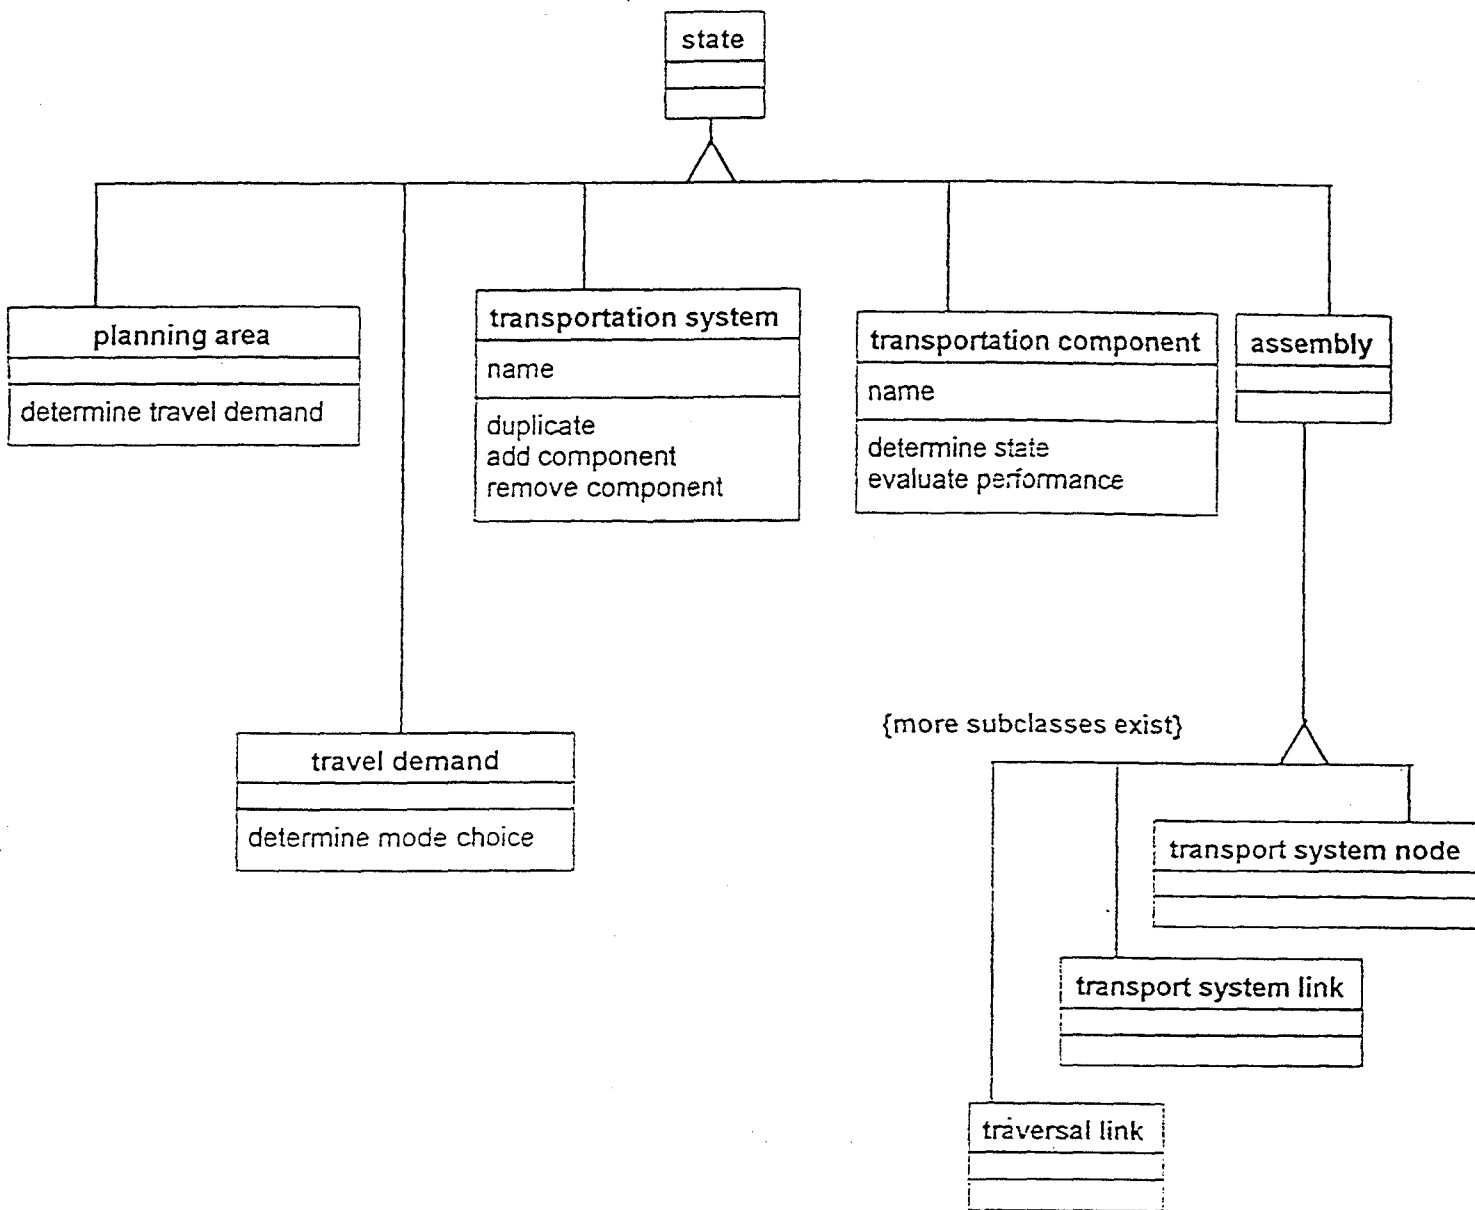 state
planning area
determine travel demand
transportation system
name
duplicate
add component
remove component
transportation component
name
determine state
evaluate performance
assembly
{more subclasses exist}
travel demand
determine mode choice
transport system node
transport system link
traversal link